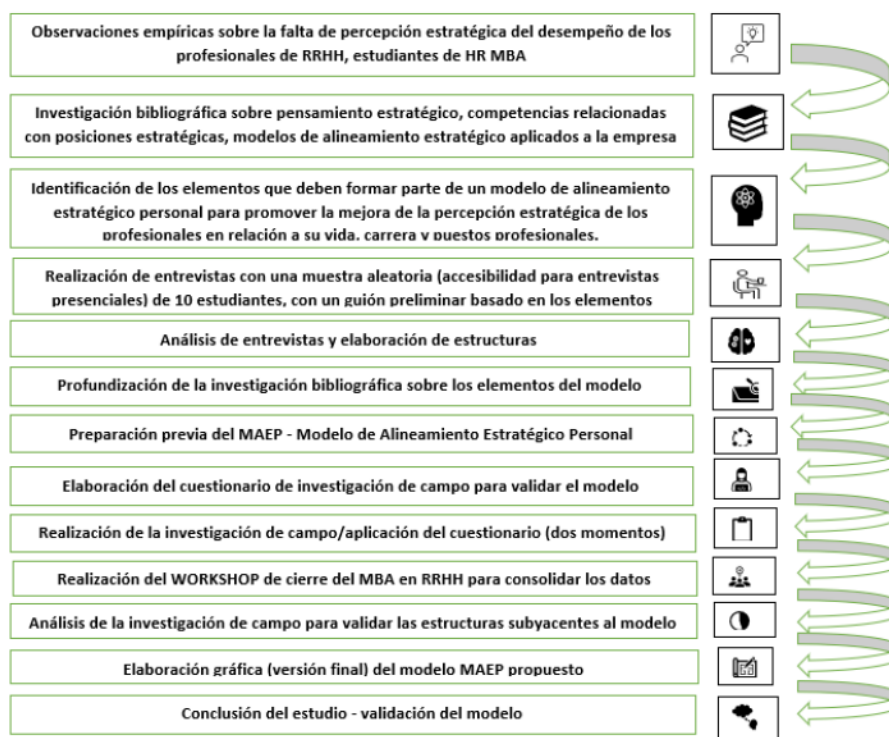 Observaciones empíricas sobre la falta de percepción estratégica del desempeño de los
profesionales de RRHH, estudiantes de HR MBA
Investigación bibliográfica sobre pensamiento estratégico, competencias relacionadas
con posiciones estratégicas, modelos de alineamiento estratégico aplicados a la empresa
Identificación de los elementos que deben formar parte de un modelo de alineamiento
estratégico personal para promover la mejora de la percepción estratégica de los
profesionales en relación a su vida, carrera y puestos profesionales.
Realización de entrevistas con una muestra aleatoria (accesibilidad para entrevistas
presenciales) de 10 estudiantes, con un guión preliminar basado en los elementos
Análisis de entrevistas y elaboración de estructuras
Profundización de la investigación bibliográfica sobre los elementos del modelo
Preparación previa del MAEP - Modelo de Alineamiento Estratégico Personal
Elaboración del cuestionario de investigación de campo para validar el modelo
Realización de la investigación de campo/aplicación del cuestionario (dos momentos)
Realización del WORKSHOP de cierre del MBA en RRHH para consolidar los datos
Análisis de la investigación de campo para validar las estructuras subyacentes al modelo
Elaboración gráfica (versión final) del modelo MAEP propuesto
Conclusión del estudio - validación del modelo